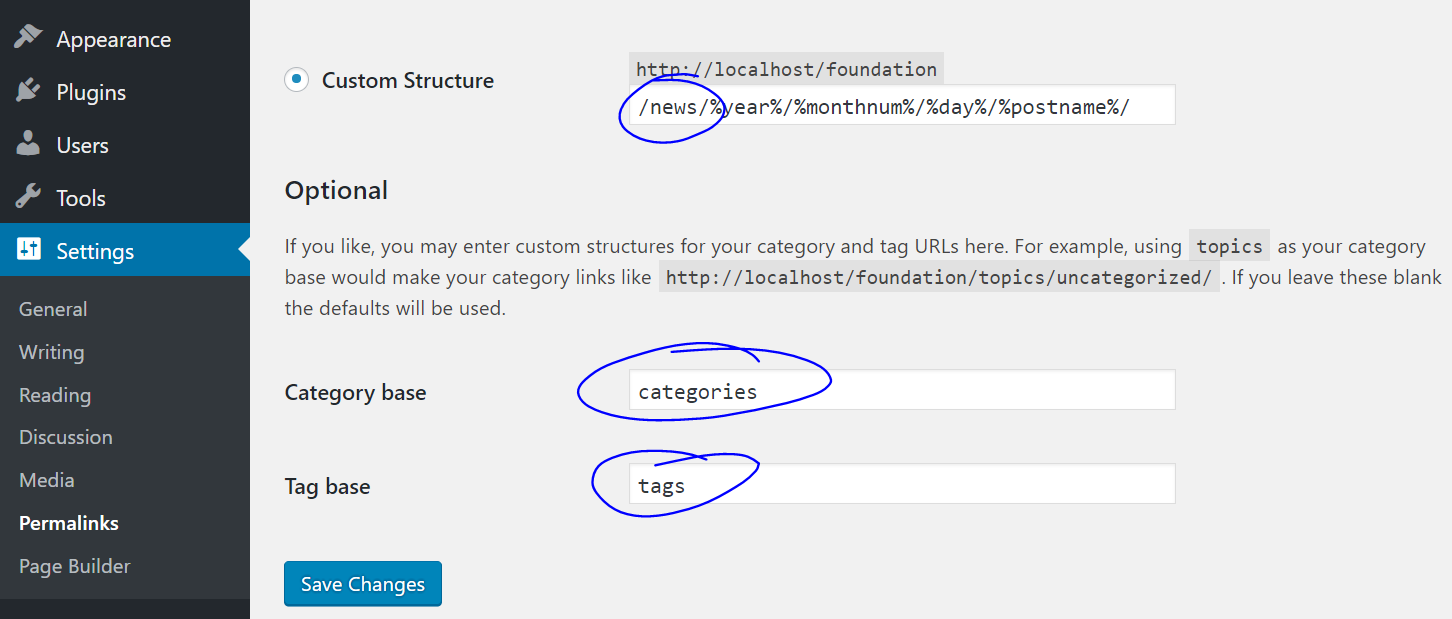 Appearance
Plugins
Users
Tools
Settings
General
Writing
Reading
Discussion
Media
Permalinks
Page Builder
Custom Structure
http://localhost/foundation
/news/%year%/%monthnum%/%day%/%postname%/
Optional
If you like, you may enter custom structures for your category and tag URLs here. For example, using topics as your category
base would make your category links like http://localhost/foundation/topics/uncategorized/ . If you leave these blank
the defaults will be used.
Category base
categories
Tag base
tags
Save Changes